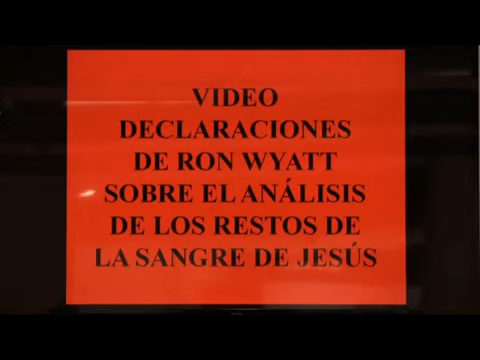 VIDEO
DECLARACIONES
DE RON WYATT
SOBRE EL ANÁLISIS
DE LOS RESTOS DE
LA SANGRE DE JESÚS